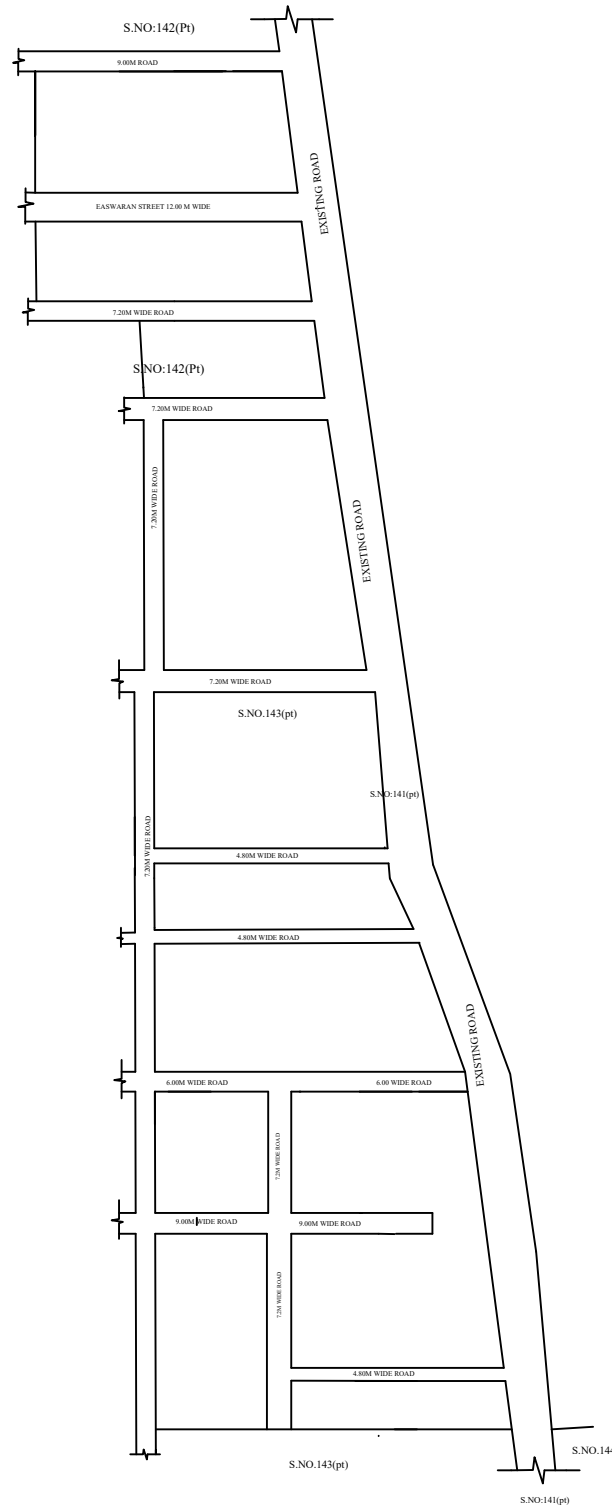 S.NO:142(Pt)
9.00M ROAD
EXISTING ROAD
EASWARAN STREET 12.00 M WIDE
7.20M WIDE ROAD
S.NO:142(Pt)
7.20M WIDE ROAD
7.20M WIDE ROAD
EXISTING ROAD
7.20M WIDE ROAD
S.NO.143(pt)
S.NO:141(pt)
7.20M WIDE ROAD
4.80M WIDE ROAD
4.80M WIDE ROAD
EXISTING ROAD
6.00M WIDE ROAD
6.00 WIDE ROAD
7.2M WIDE ROAD
9.00M WIDE ROAD
9.00M WIDE ROAD
7.2M WIDE ROAD
4.80M WIDE ROAD
S.NO.144
S.NO.143(pt)
S.NO:141(pt)